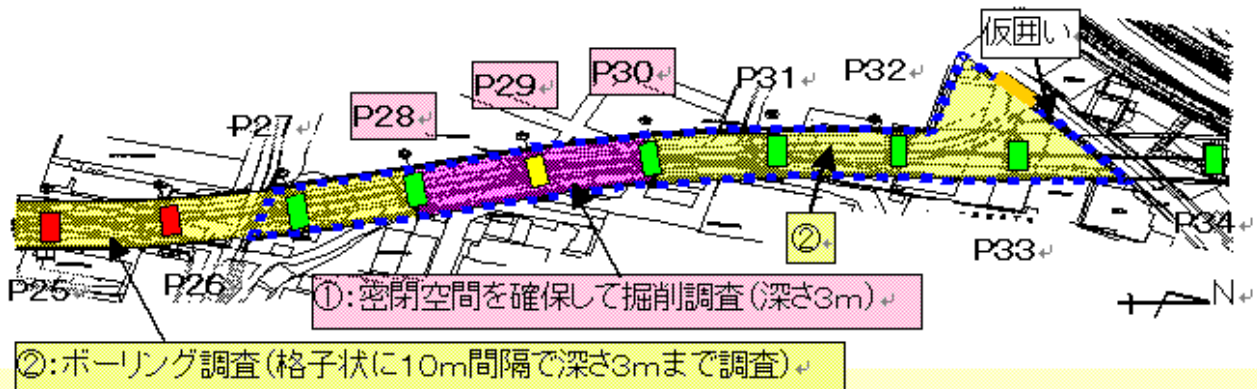 仮囲い
P32
P31
P30
P29
P28
P27
②
P34
P33
P26
P25
N
①:密閉空間を確保して掘削調査(深さ3m)
②:ボーリング調査(格子状に10m間隔で深さ3mまで調査)